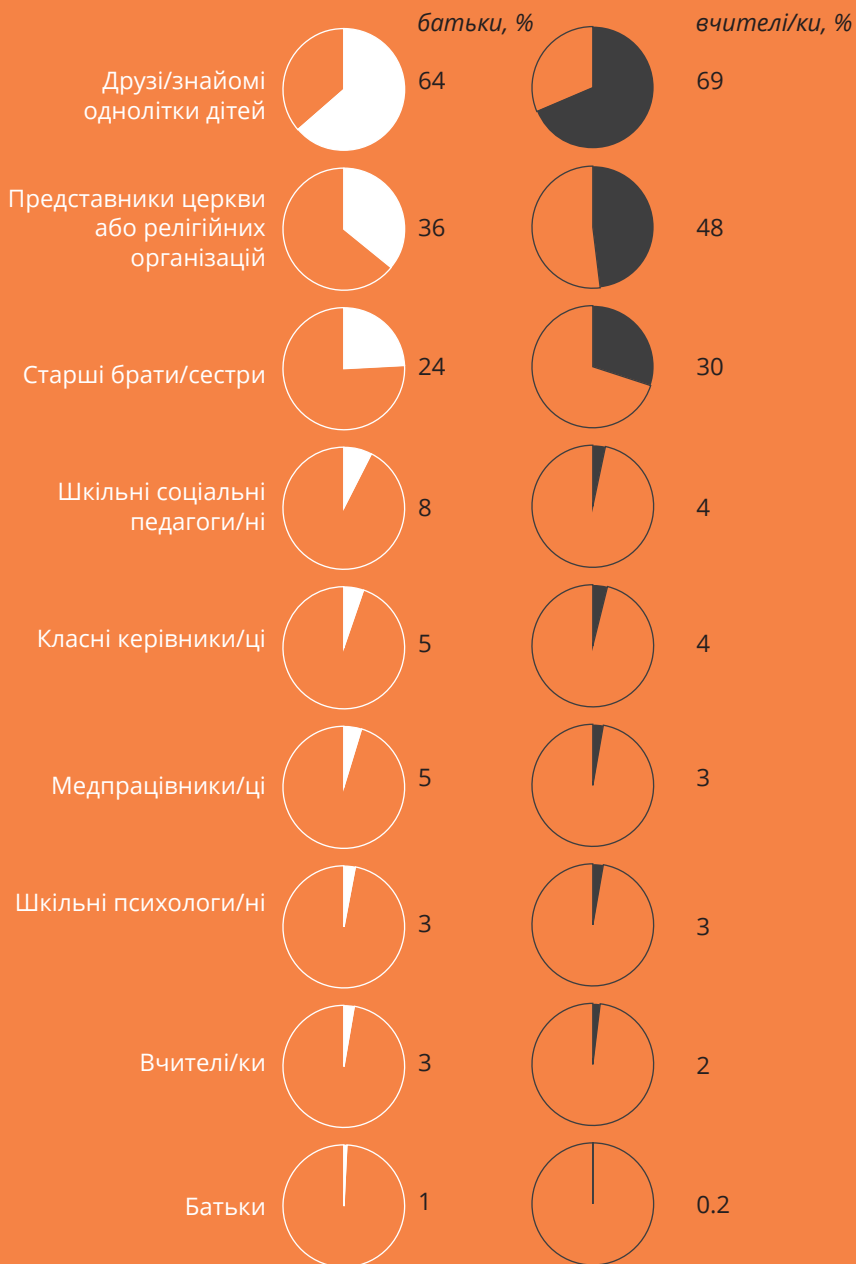 батьки, %
вчителі/ки, %
Друзі/знайомі
однолітки дітей
64
69
Представники церкви
або релігійних
організацій
36
48
Старші брати/сестри
24
30
Шкільні соціальні
педагоги/ні
8
4
Класні керівники/ці
5
4
Медпрацівники/ці
5
3
Шкільні психологи/ні
3
3
Вчителі/ки
3
2
Батьки
1
0.2